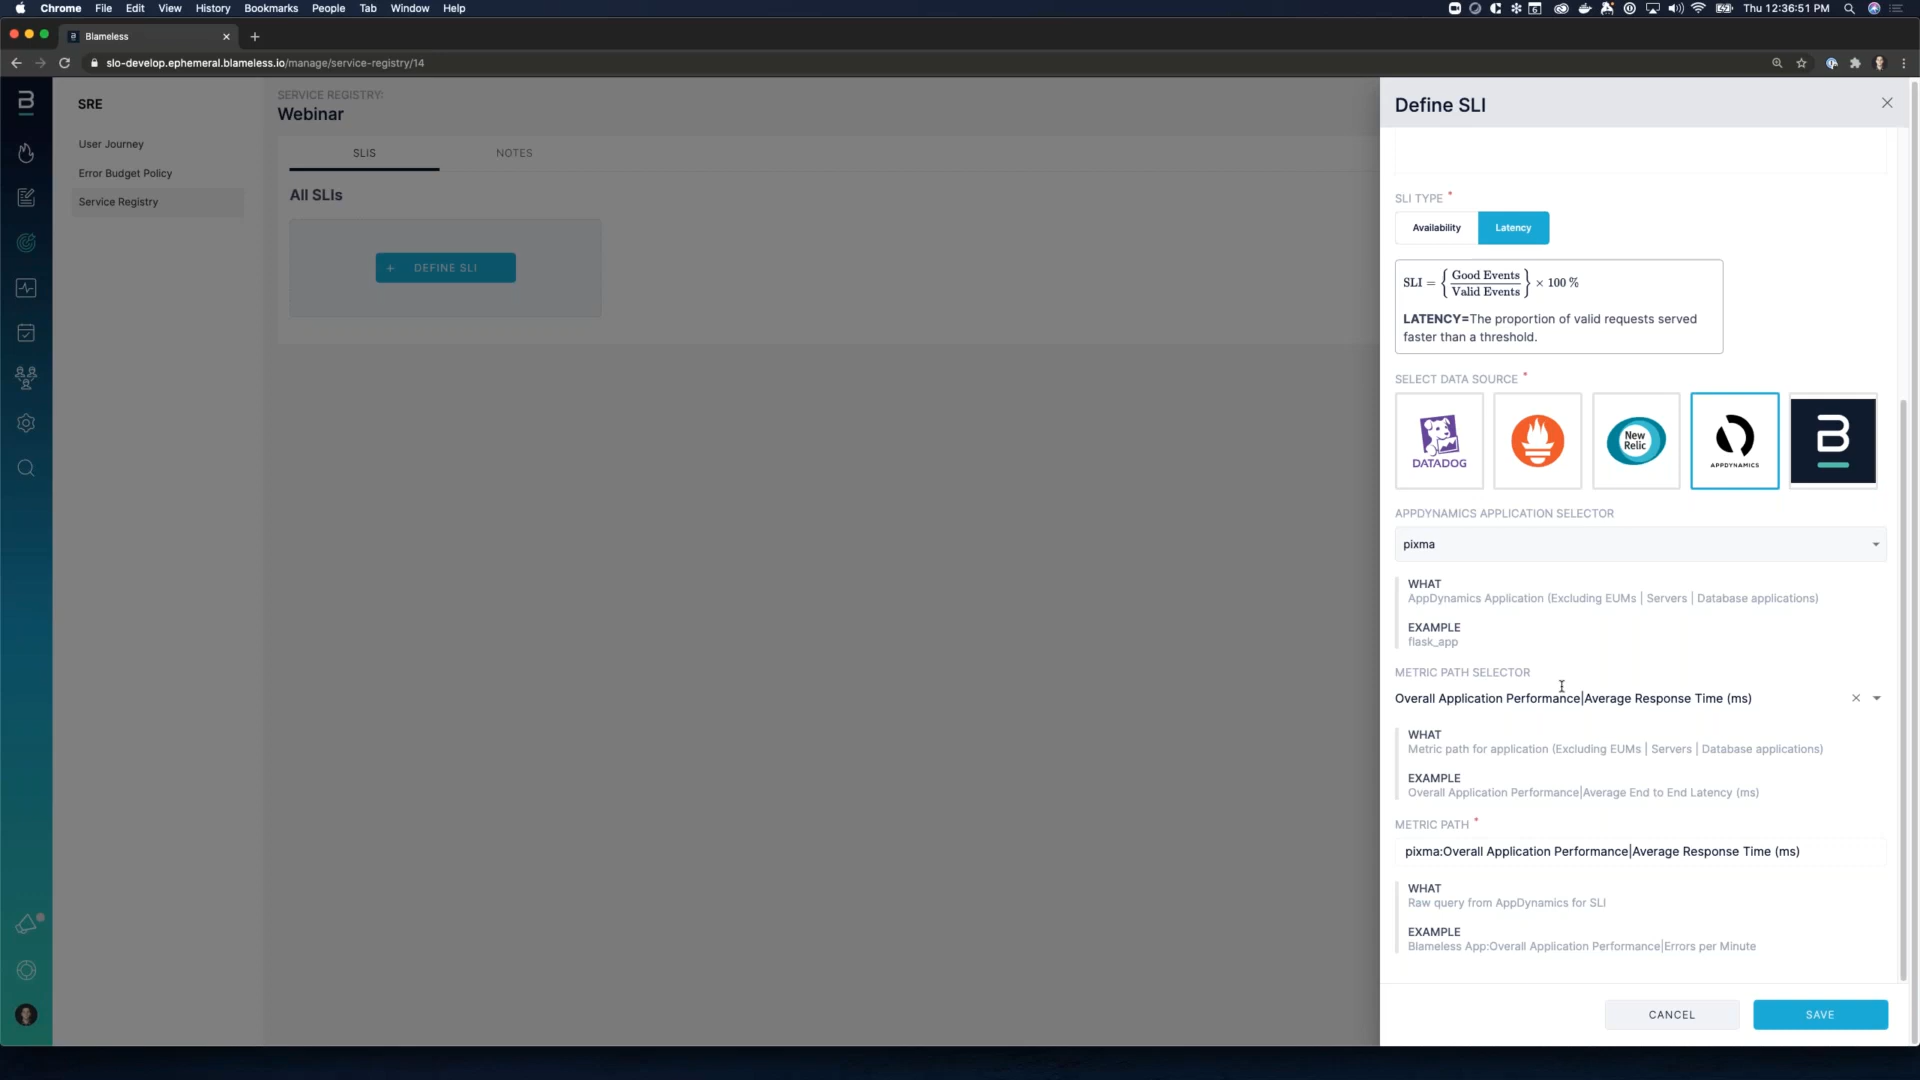 Chrome File Edit View History Bookmarks People Tab Window Help
Thu 12:36:51 PM
Blameless
slo-develop.ephemeral.blameless.io/manage/service-registry/14
SRE
User Journey
Error Budget Policy
Service Registry
SERVICE REGISTRY:
Webinar
SLIS NOTES
All SLIs
+ DEFINE SLI
Define SLI
SLI TYPE *
Availability Latency
SLI = { Good Events / Valid Events } × 100 %
LATENCY=The proportion of valid requests served
faster than a threshold.
SELECT DATA SOURCE *
DATADOG
New
Relic
APPDYNAMICS
B
APPDYNAMICS APPLICATION SELECTOR
pixma
WHAT
AppDynamics Application (Excluding EUMs | Servers | Database applications)
EXAMPLE
flask_app
METRIC PATH SELECTOR
Overall Application Performance|Average Response Time (ms)
WHAT
Metric path for application (Excluding EUMs | Servers | Database applications)
EXAMPLE
Overall Application Performance|Average End to End Latency (ms)
METRIC PATH *
pixma:Overall Application Performance|Average Response Time (ms)
WHAT
Raw query from AppDynamics for SLI
EXAMPLE
Blameless App:Overall Application Performance|Errors per Minute
CANCEL SAVE